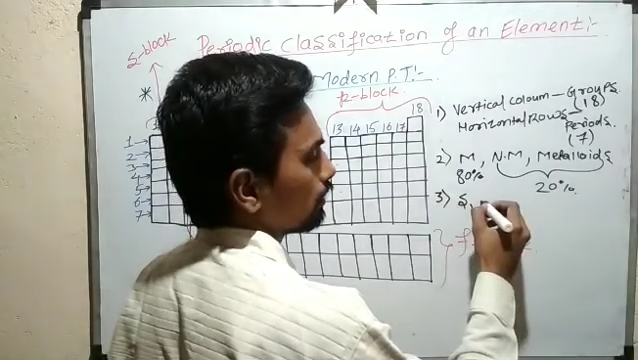 Periodic Classification of an Element:-
S-block
Modern P.T:-
*
p-block
18
13 14 15 16 17
1
2
3
4
5
6
7
1) Vertical coloum - Groups
(18)
Horizontal Rows - Periods
(7)
2) M, N.M, Metalloids
80%
20%
3) S,
f